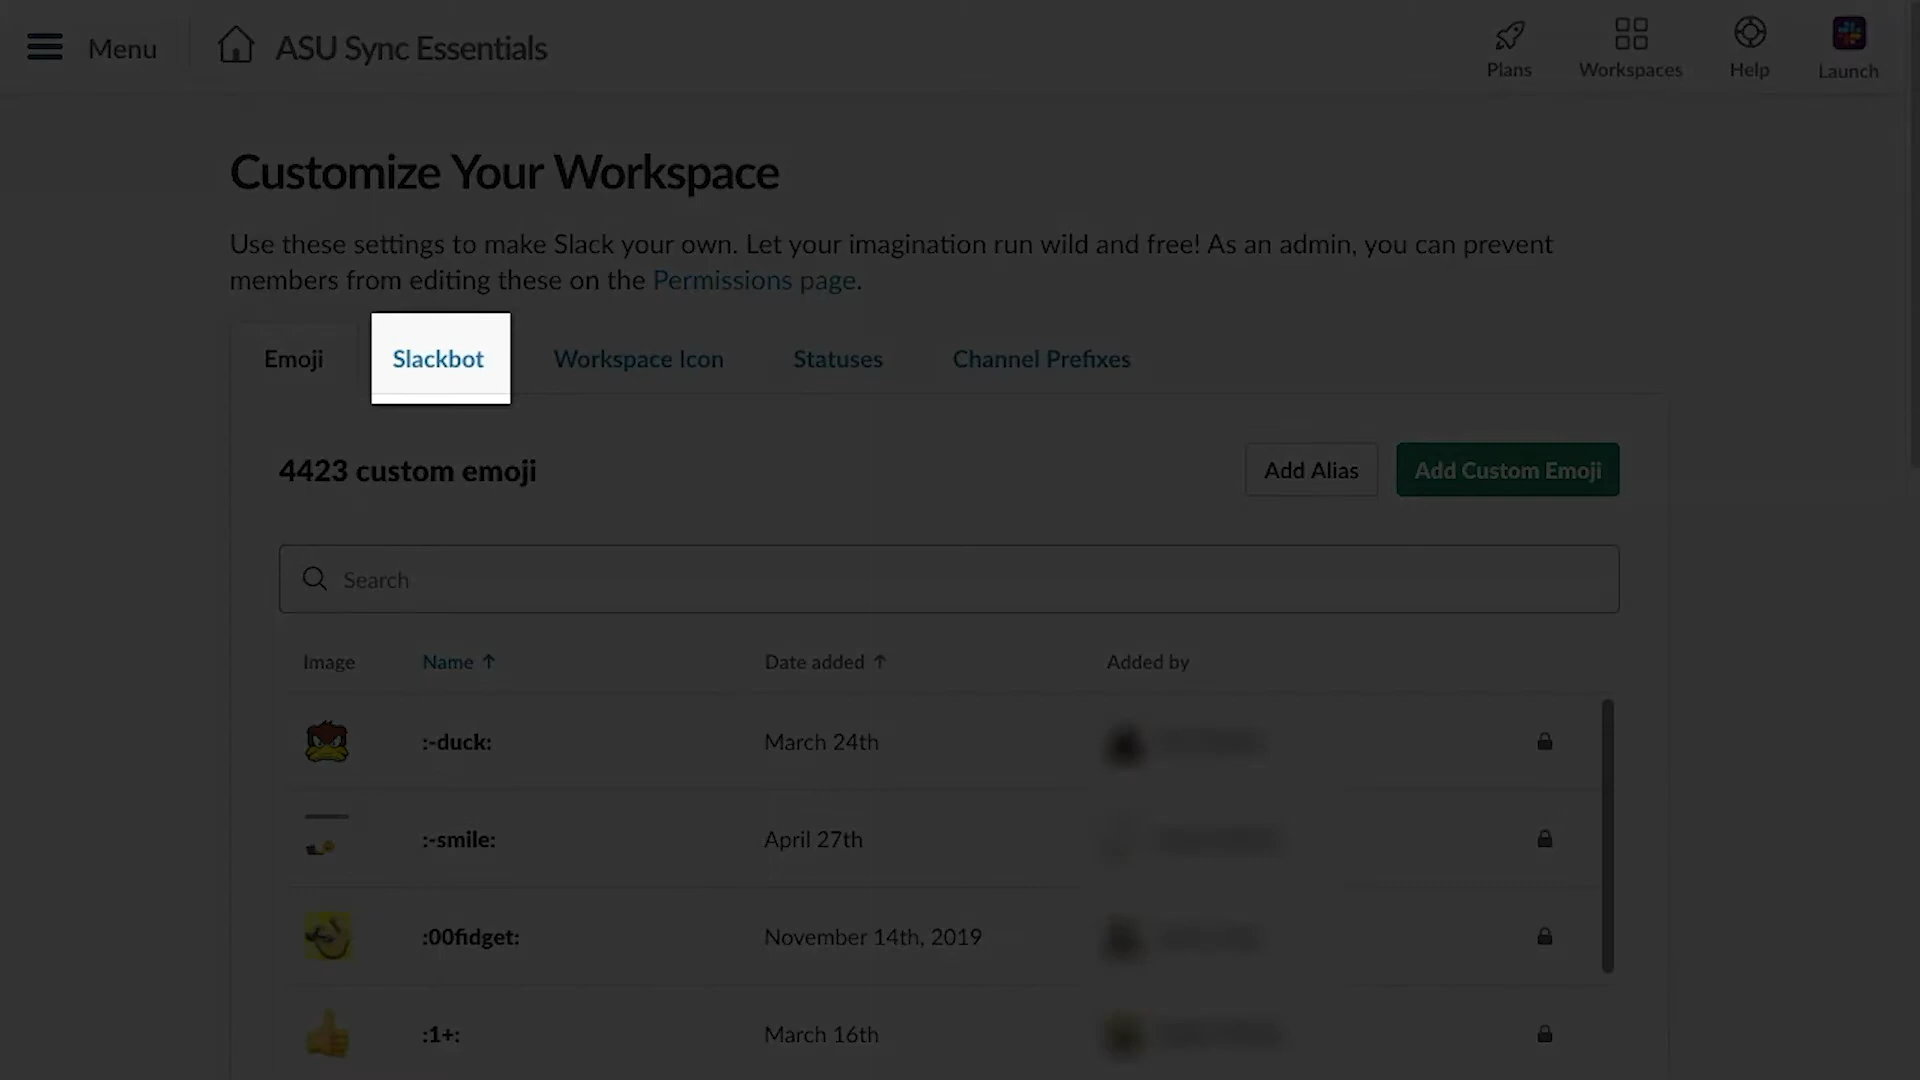 Menu
ASU Sync Essentials
Plans
Workspaces
Help
Launch
Customize Your Workspace
Use these settings to make Slack your own. Let your imagination run wild and free! As an admin, you can prevent
members from editing these on the Permissions page.
Emoji
Slackbot
Workspace Icon
Statuses
Channel Prefixes
4423 custom emoji
Add Alias
Add Custom Emoji
Search
Image
Name ↑
Date added ↑
Added by
:-duck:
March 24th
:-smile:
April 27th
:00fidget:
November 14th, 2019
:1+:
March 16th